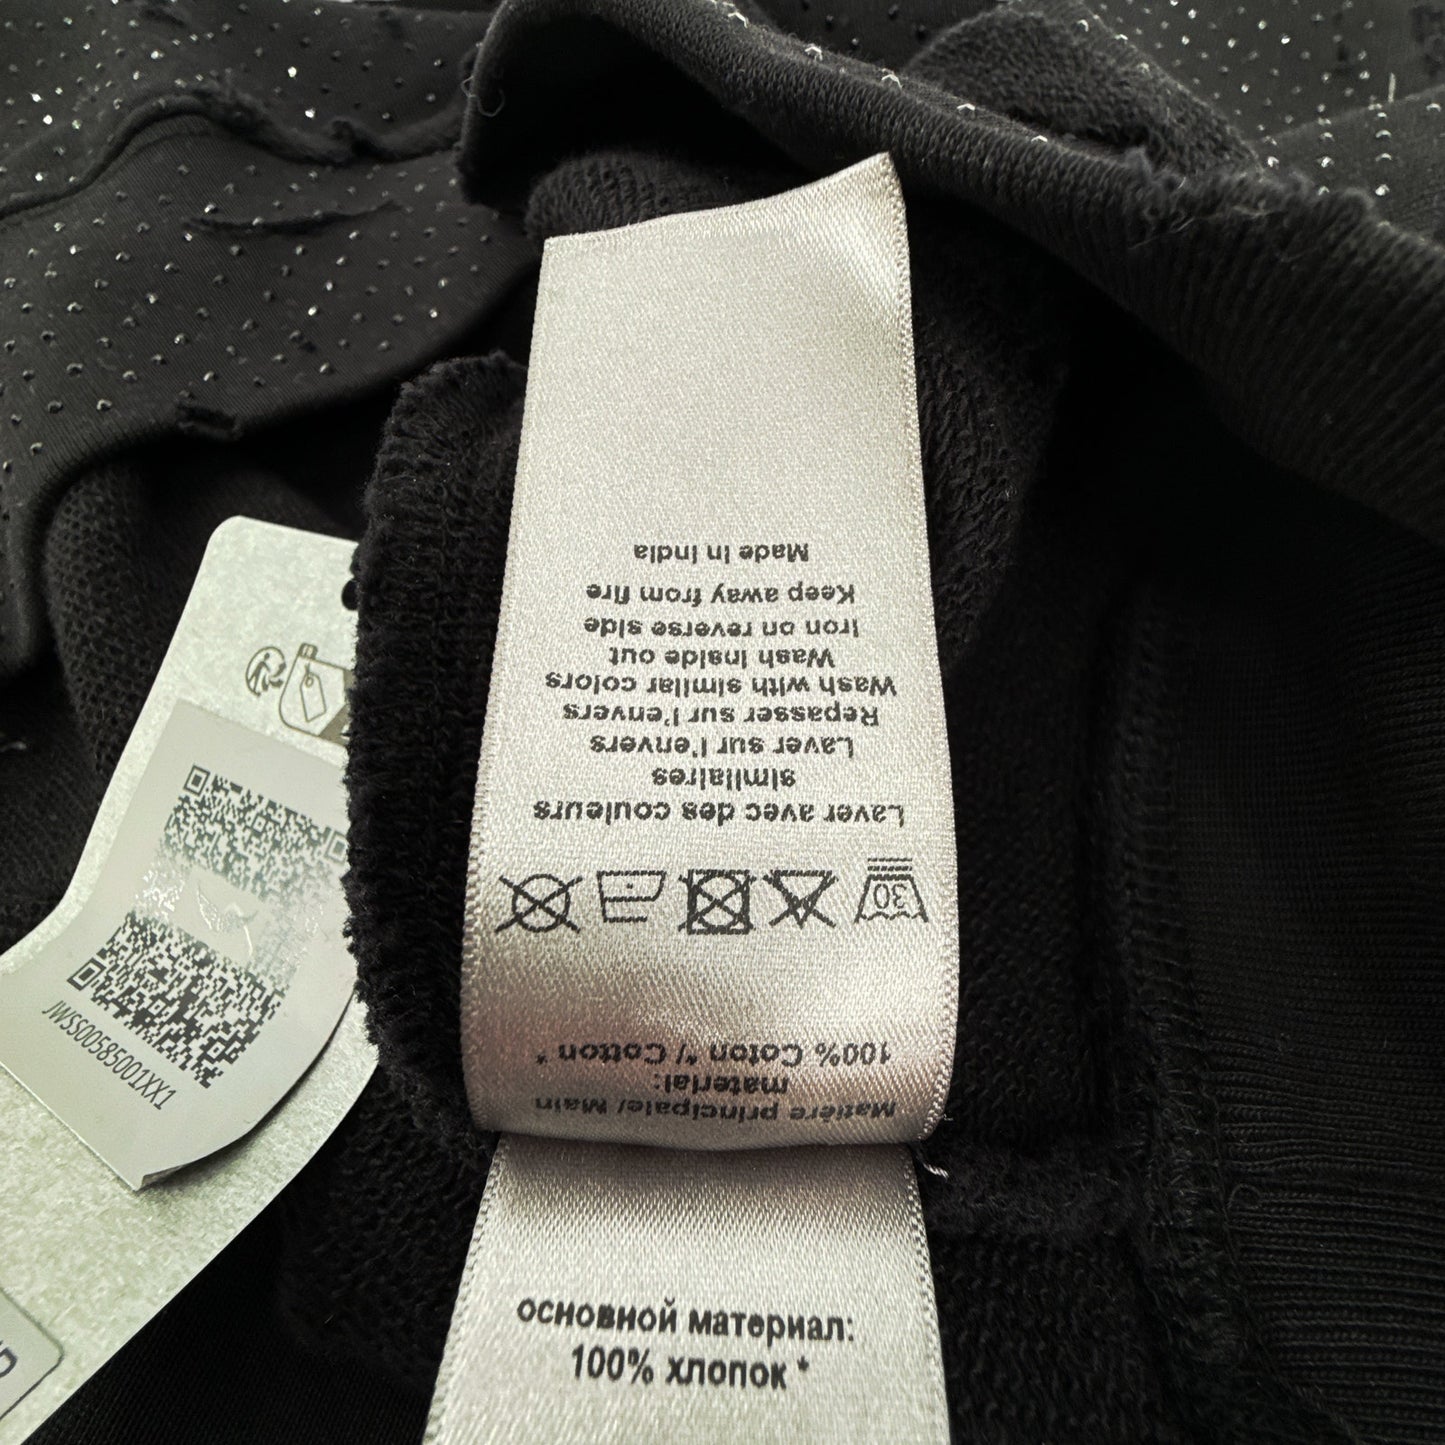 Matière principale/ Main
material:
100% Coton */ Cotton *
30
Laver avec des couleurs
similaires
Laver sur l'envers
Repasser sur l'envers
Wash with similar colors
Wash inside out
Iron on reverse side
Keep away from fire
Made in India
основной материал:
100% хлопок *
JWSS00585001XX1